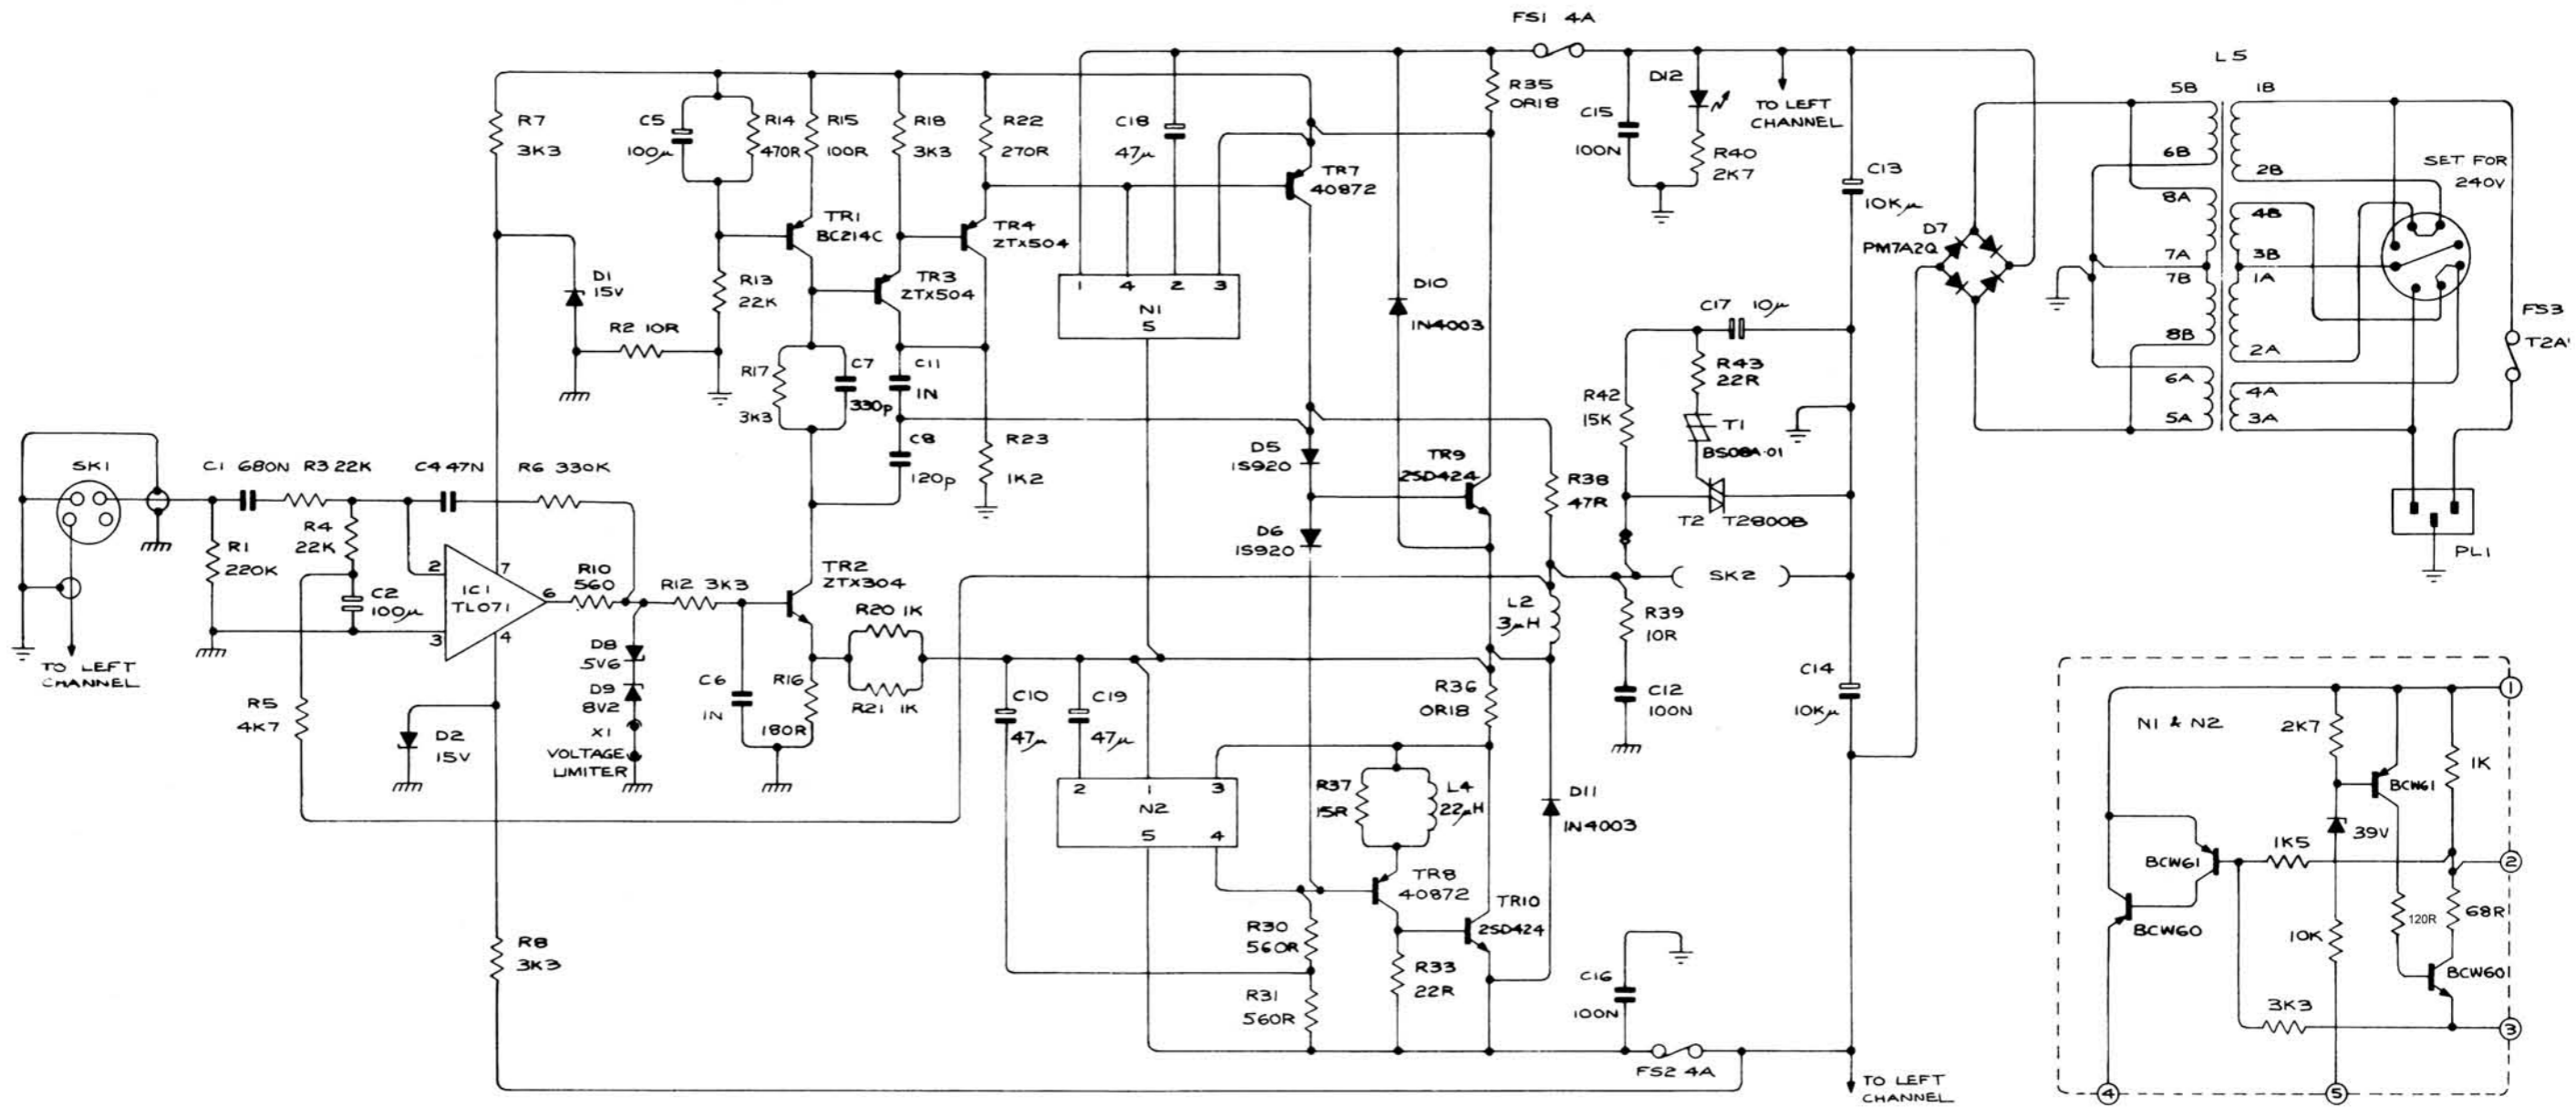 FS1 4A
L5
R7
3K3
C5
100µ
R14
470R
R15
100R
R18
3K3
R22
270R
C18
47µ
R35
OR18
C15
100N
D12
TO LEFT
CHANNEL
R40
2K7
C13
10Kµ
D7
PM7A2Q
5B
6B
8A
7A
7B
8B
6A
5A
1B
2B
4B
3B
1A
2A
4A
3A
SET FOR
240V
FS3
T2A'
PL1
TR7
40872
TR1
BC214C
TR4
ZTX504
TR3
ZTX504
D1
15V
R2 10R
R13
22K
1 4 2 3
N1
5
D10
1N4003
C17 10µ
R43
22R
R42
15K
T1
BS08A·01
T2 T2800B
R17
3K3
C7
330p
C11
1N
C8
120p
R23
1K2
D5
1S920
D6
1S920
TR9
2SD424
R38
47R
SK1
C1 680N R3 22K
C4 47N
R6 330K
R4
22K
R1
220K
C2
100µ
2
3
7
4
6
IC1
TL071
R10
560
R12 3K3
TR2
ZTX304
R20 1K
R21 1K
TO LEFT
CHANNEL
R5
4K7
D2
15V
D8
5V6
D9
8V2
X1
VOLTAGE
LIMITER
C6
1N
R16
180R
C10
47µ
C19
47µ
SK2
L2
3µH
R39
10R
C12
100N
C14
10Kµ
R36
OR18
2 1 3
N2
5 4
R37
15R
L4
22µH
D11
1N4003
TR8
40872
TR10
2SD424
R30
560R
R31
560R
R33
22R
C16
100N
R8
3K3
FS2 4A
TO LEFT
CHANNEL
N1 & N2
1
2K7
1K
BCW61
39V
1K5
BCW61
2
BCW60
10K
120R
68R
BCW60
3K3
3
4
5